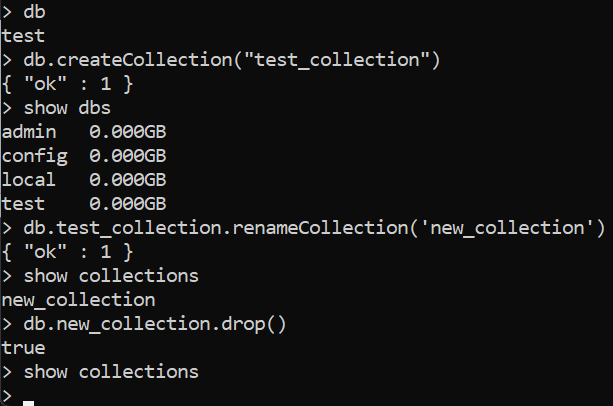 > db
test
> db.createCollection("test_collection")
{ "ok" : 1 }
> show dbs
admin   0.000GB
config  0.000GB
local   0.000GB
test    0.000GB
> db.test_collection.renameCollection('new_collection')
{ "ok" : 1 }
> show collections
new_collection
> db.new_collection.drop()
true
> show collections
>